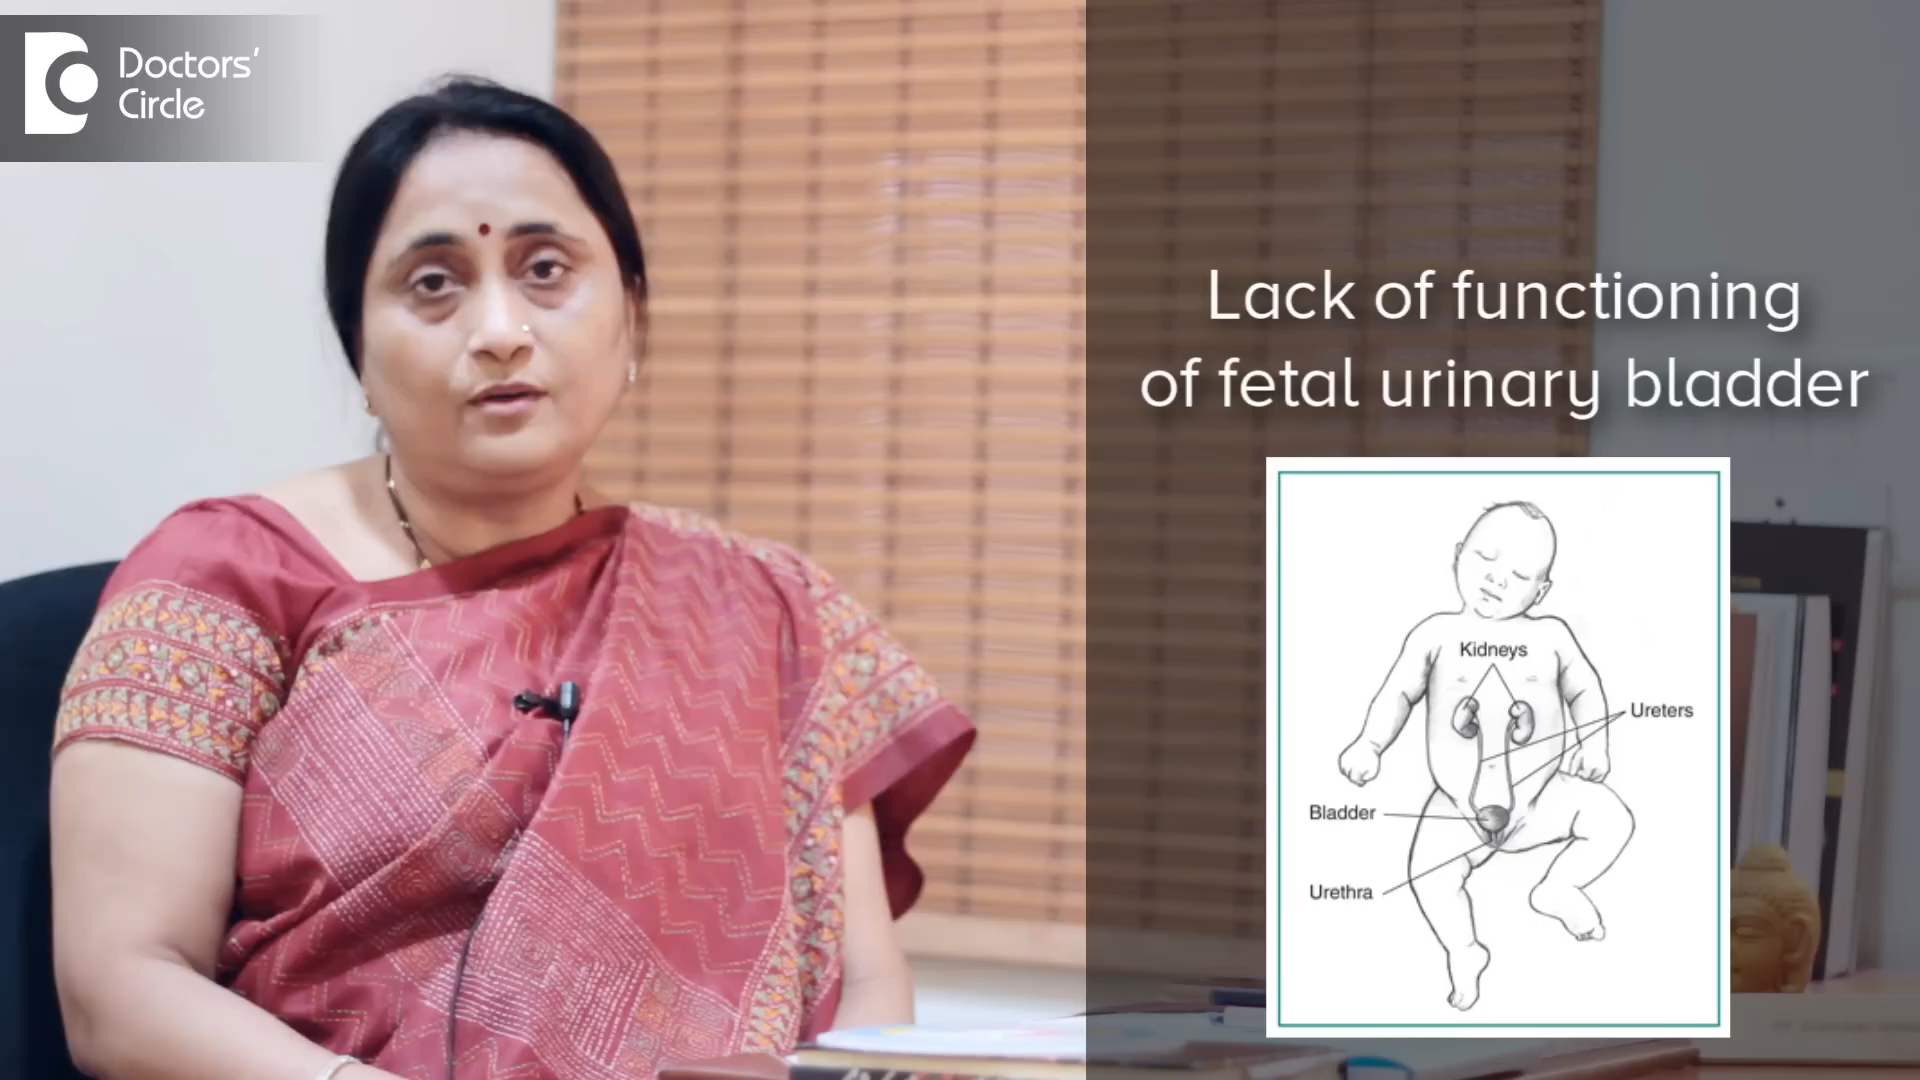 Doctors'
Circle
Lack of functioning
of fetal urinary bladder
Kidneys
Ureters
Bladder
Urethra